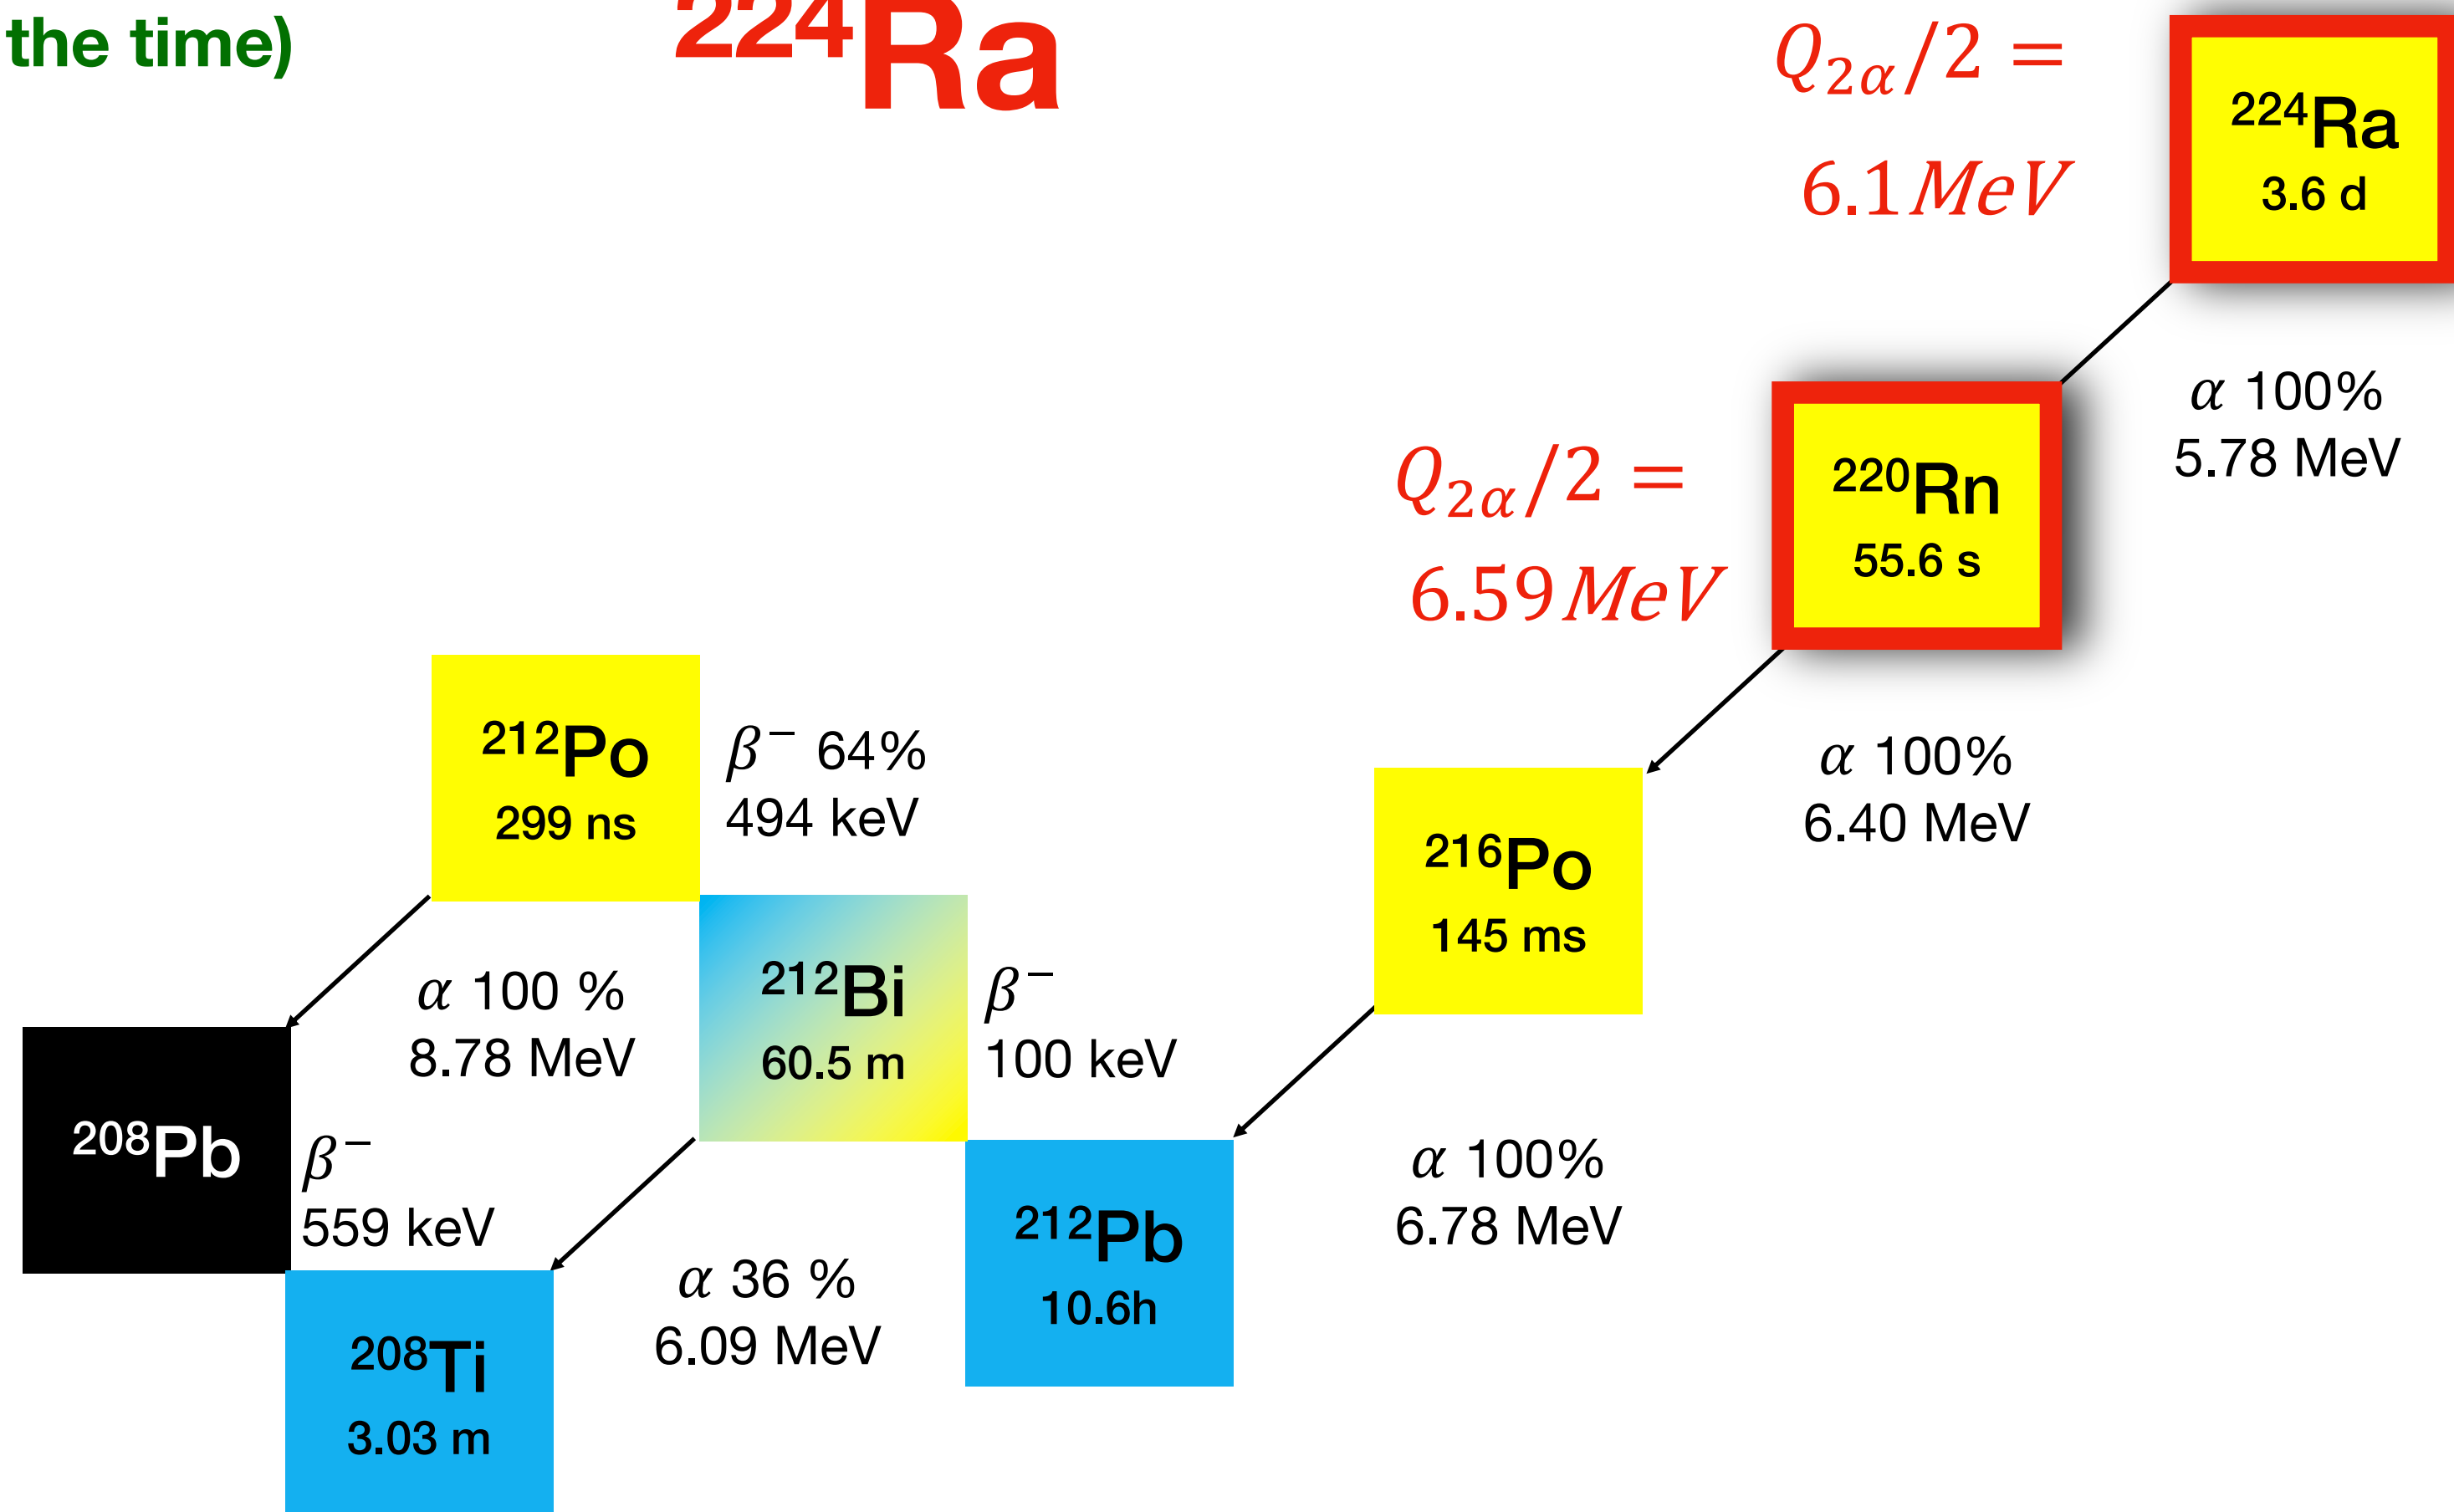 the time)
²²⁴Ra
Q₂α/2 =
6.1MeV
²²⁴Ra
3.6 d
α 100%
5.78 MeV
Q₂α/2 =
6.59MeV
²²⁰Rn
55.6 s
α 100%
6.40 MeV
²¹²Po
299 ns
β⁻ 64%
494 keV
²¹⁶Po
145 ms
α 100 %
8.78 MeV
²¹²Bi
60.5 m
β⁻
100 keV
²⁰⁸Pb
β⁻
559 keV
α 100%
6.78 MeV
²¹²Pb
10.6h
α 36 %
6.09 MeV
²⁰⁸Ti
3.03 m